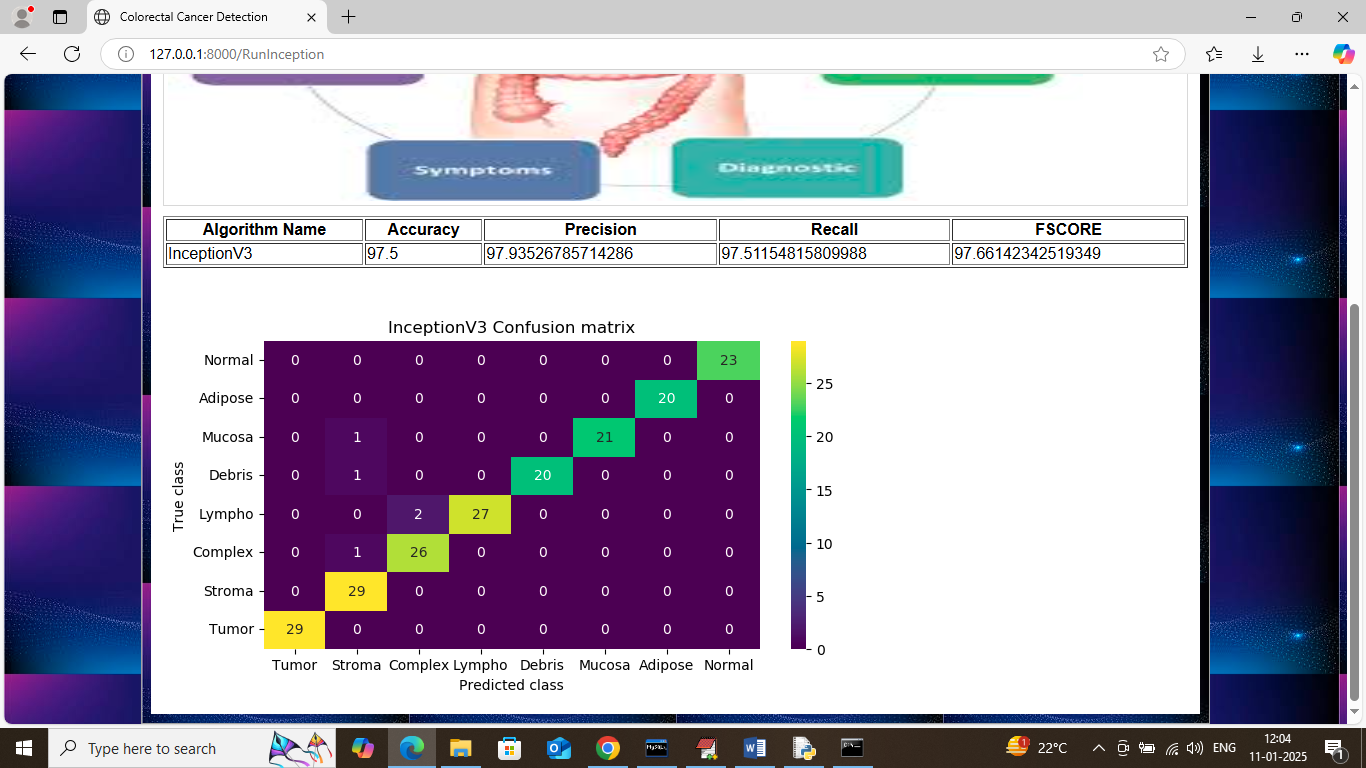 Colorectal Cancer Detection
127.0.0.1:8000/RunInception
Symptoms
Diagnostic
Algorithm Name Accuracy Precision Recall FSCORE
InceptionV3 97.5 97.93526785714286 97.51154815809988 97.66142342519349
InceptionV3 Confusion matrix
Normal 0 0 0 0 0 0 0 23
Adipose 0 0 0 0 0 0 20 0
Mucosa 0 1 0 0 0 21 0 0
Debris 0 1 0 0 20 0 0 0
Lympho 0 0 2 27 0 0 0 0
Complex 0 1 26 0 0 0 0 0
Stroma 0 29 0 0 0 0 0 0
Tumor 29 0 0 0 0 0 0 0
Tumor Stroma Complex Lympho Debris Mucosa Adipose Normal
Predicted class
True class
25
20
15
10
5
0
Type here to search
1
22°C
ENG
12:04
11-01-2025
1